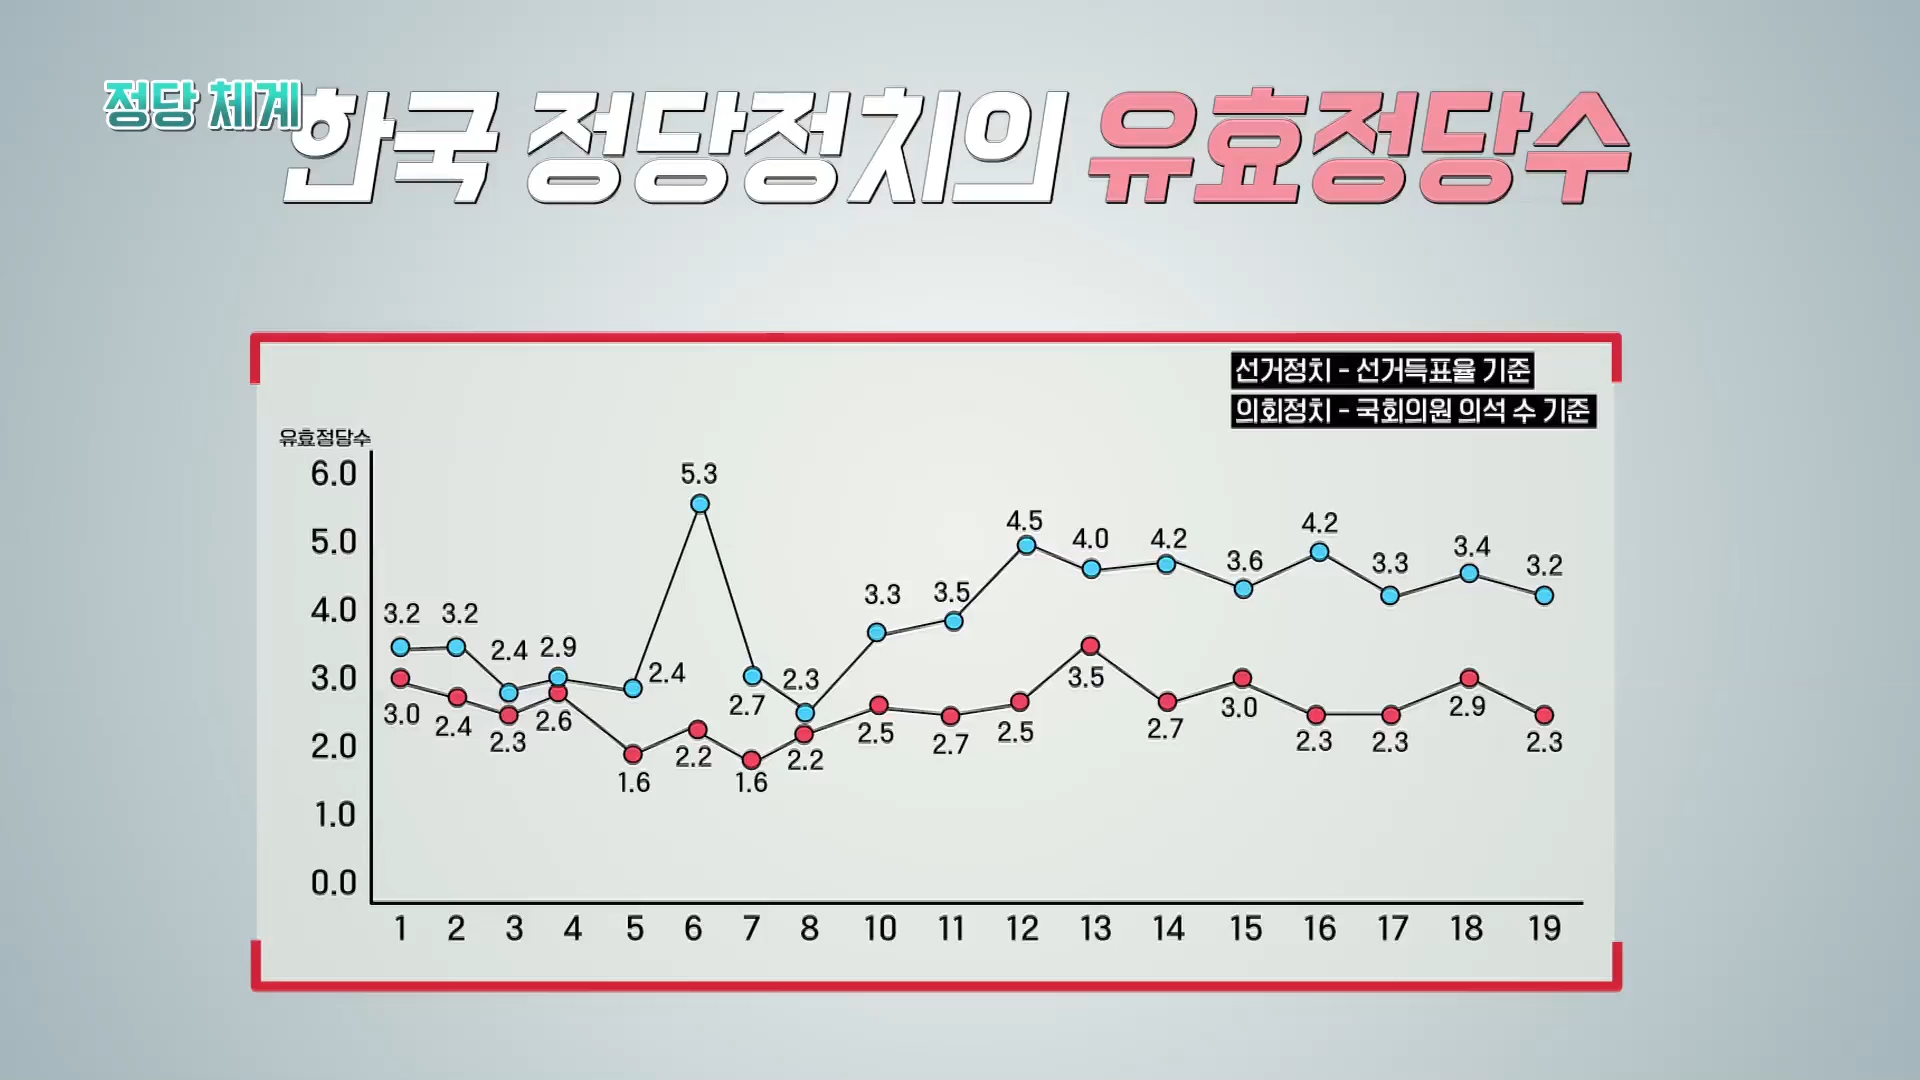 정당 체계
한국 정당정치의 유효정당수
선거정치 - 선거득표율 기준
의회정치 - 국회의원 의석 수 기준
유효정당수
6.0
5.0
4.0
3.0
2.0
1.0
0.0
3.2 3.2 2.4 2.9 2.4 5.3 2.7 2.3 3.3 3.5 4.5 4.0 4.2 3.6 4.2 3.3 3.4 3.2
3.0 2.4 2.3 2.6 1.6 2.2 1.6 2.2 2.5 2.7 2.5 3.5 2.7 3.0 2.3 2.3 2.9 2.3
1 2 3 4 5 6 7 8 10 11 12 13 14 15 16 17 18 19